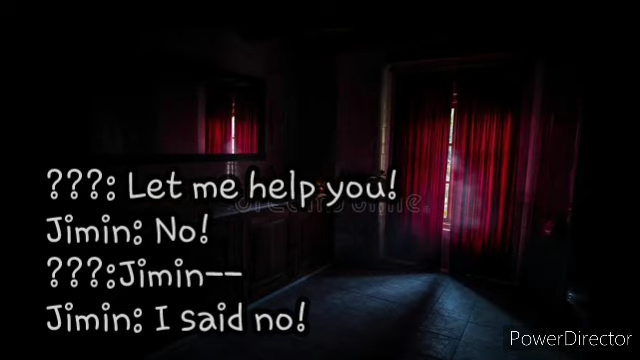 ???: Let me help you!
Jimin: No!
???:Jimin--
Jimin: I said no!
PowerDirector